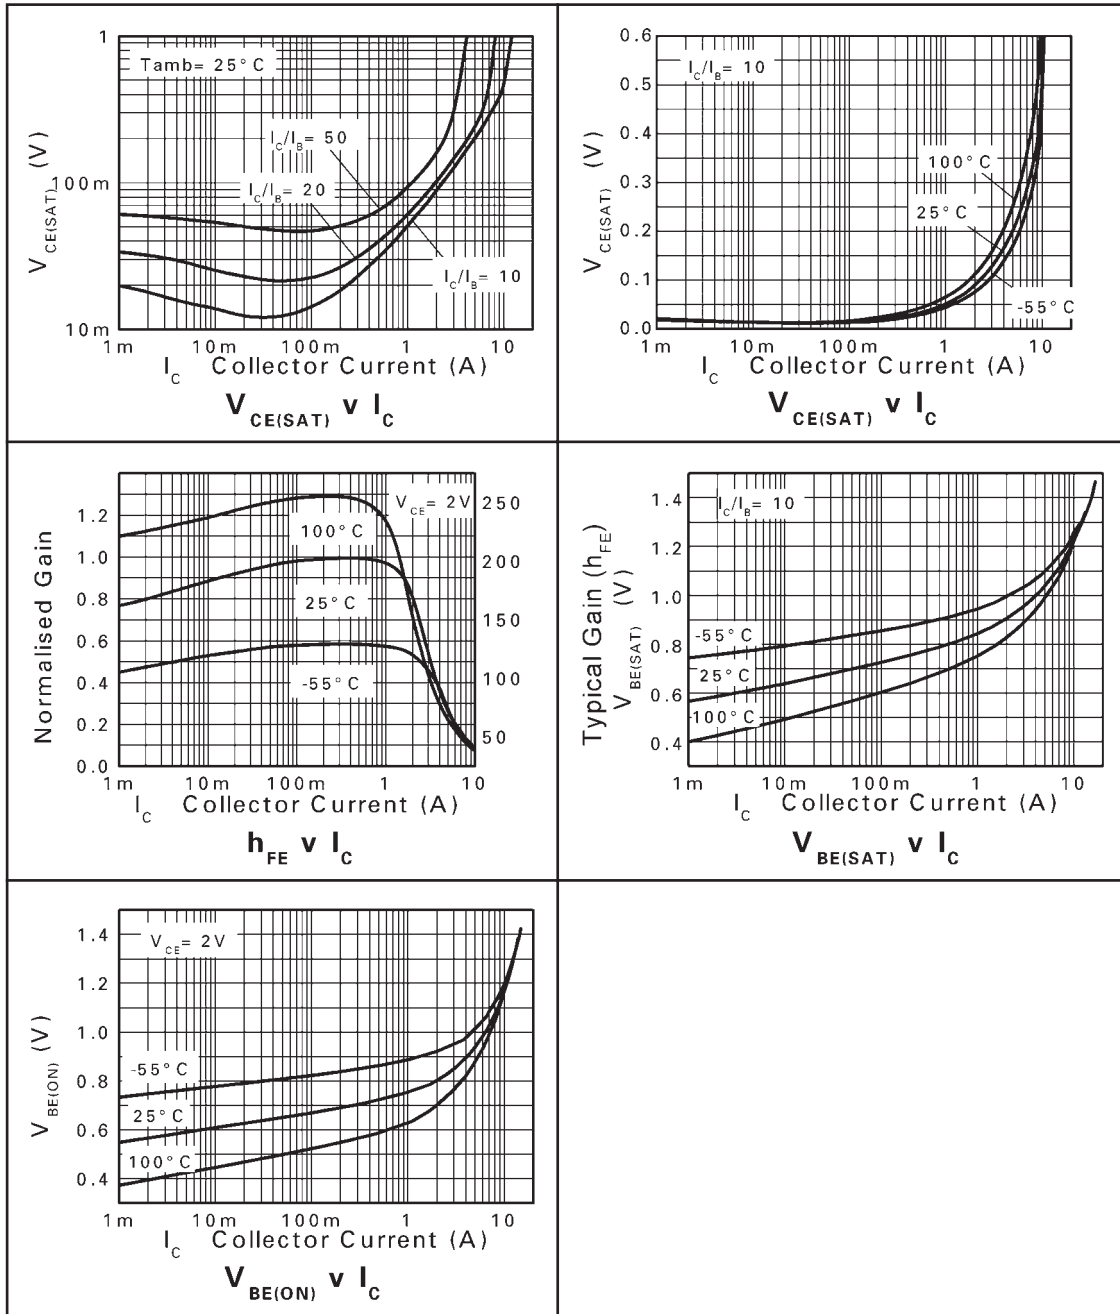 1
Tamb= 25°C
I_C/I_B= 50
100m
I_C/I_B= 20
I_C/I_B= 10
10m
V_CE(SAT) (V)
1m 10m 100m 1 10
I_C Collector Current (A)
V_CE(SAT) v I_C
0.6
I_C/I_B= 10
0.5
0.4
100°C
0.3
25°C
0.2
0.1
-55°C
0.0
V_CE(SAT) (V)
1m 10m 100m 1 10
I_C Collector Current (A)
V_CE(SAT) v I_C
V_CE= 2V
250
1.2
100°C
1.0
200
0.8
25°C
150
0.6
-55°C
0.4
100
0.2
50
0.0
Normalised Gain
Typical Gain (h_FE)
1m 10m 100m 1 10
I_C Collector Current (A)
h_FE v I_C
1.4
I_C/I_B= 10
1.2
1.0
0.8
-55°C
25°C
0.6
100°C
0.4
V_BE(SAT) (V)
1m 10m 100m 1 10
I_C Collector Current (A)
V_BE(SAT) v I_C
1.4
V_CE= 2V
1.2
1.0
-55°C
0.8
25°C
0.6
100°C
0.4
V_BE(ON) (V)
1m 10m 100m 1 10
I_C Collector Current (A)
V_BE(ON) v I_C